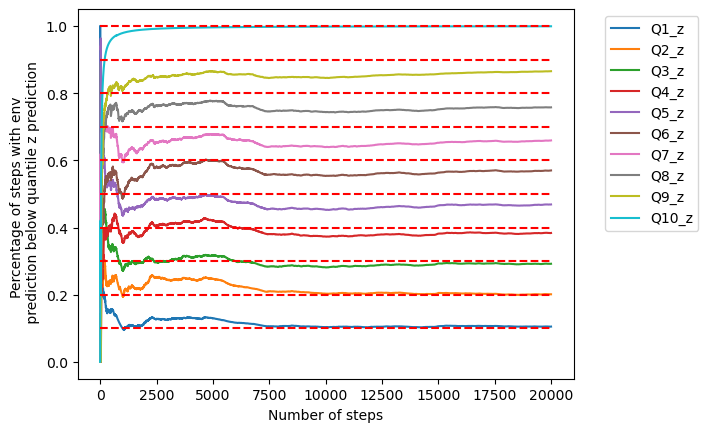 1.0
0.8
0.6
0.4
0.2
0.0
Percentage of steps with env
prediction below quantile z prediction
0
2500
5000
7500
10000
12500
15000
17500
20000
Number of steps
Q1_z
Q2_z
Q3_z
Q4_z
Q5_z
Q6_z
Q7_z
Q8_z
Q9_z
Q10_z